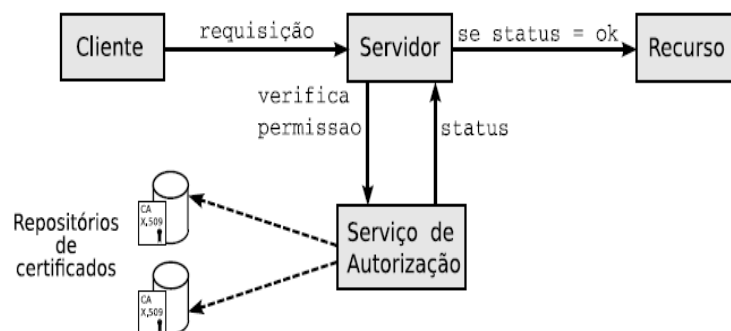 Cliente
requisição
Servidor
se status = ok
Recurso
verifica
permissao
status
Repositórios
de
certificados
CA
X,509
CA
X,509
Serviço de
Autorização